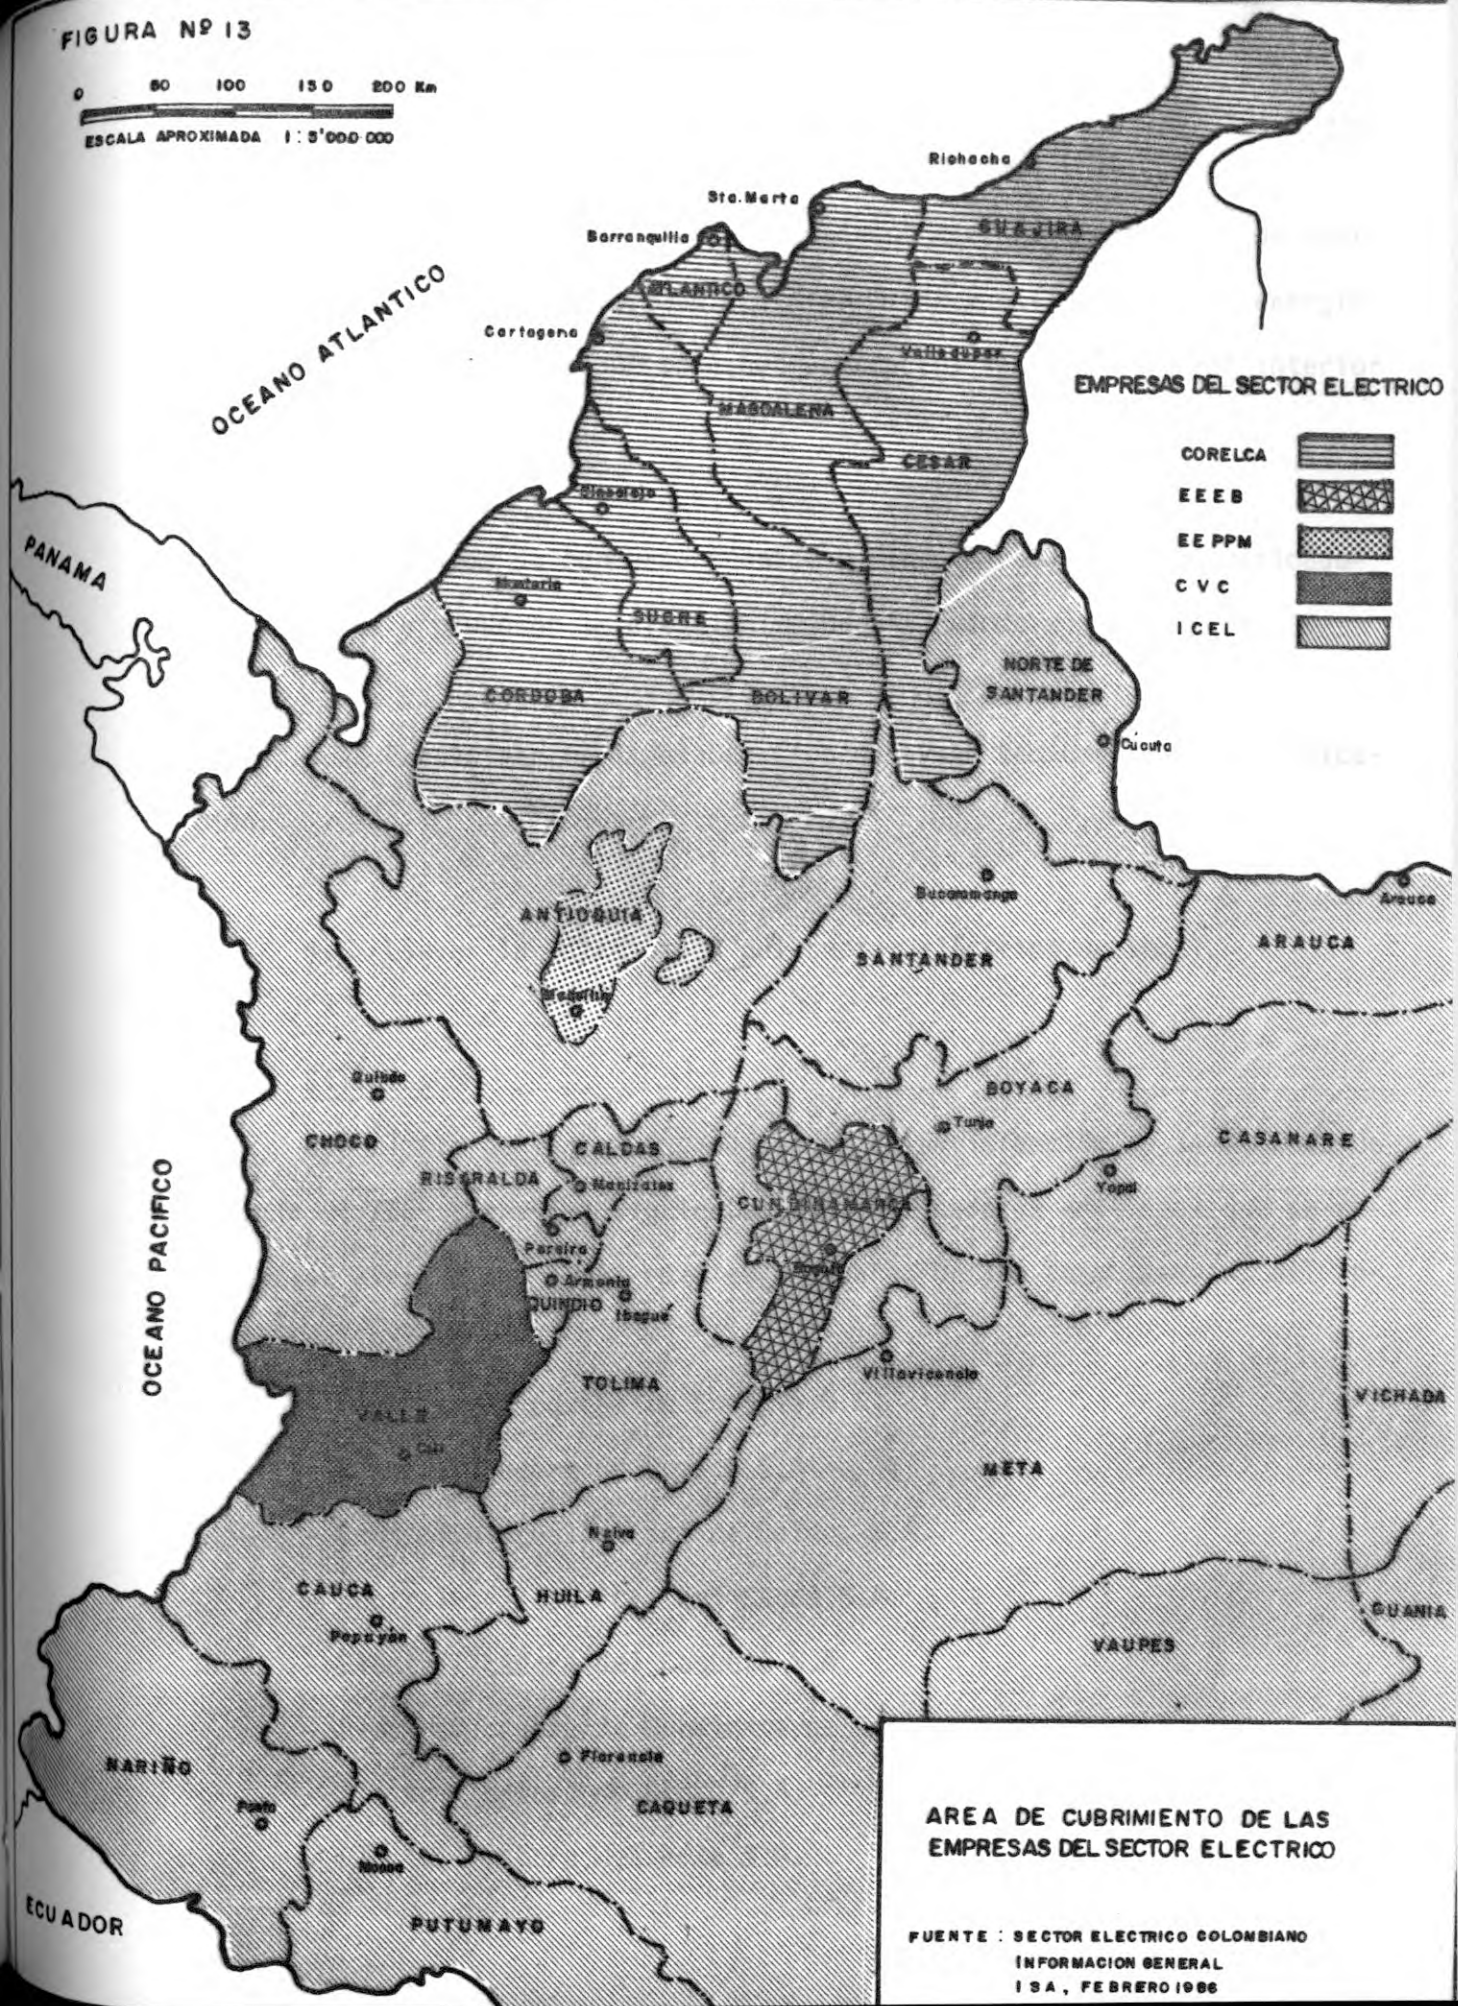 FIGURA Nº 13
0 50 100 150 200 Km
ESCALA APROXIMADA 1 : 5'000.000
Riohacha
Sta. Marta
GUAJIRA
Barranquilla
ATLANTICO
OCEANO ATLANTICO
Cartagena
Valledupar
EMPRESAS DEL SECTOR ELECTRICO
MAGDALENA
CORELCA
CESAR
EEEB
Sincelejo
EE PPM
PANAMA
CVC
Monteria
SUCRE
ICEL
NORTE DE
SANTANDER
CORDOBA
BOLIVAR
Cúcuta
Bucaramanga
Arauca
ANTIOQUIA
ARAUCA
SANTANDER
Medellín
Quibdo
BOYACA
Tunja
CHOCO
CALDAS
CASANARE
RISARALDA
Manizales
Yopal
CUNDINAMARCA
OCEANO PACIFICO
Pereira
Bogotá
Armenia
QUINDIO
Ibagué
Villavicencio
TOLIMA
VICHADA
VALLE
Cali
META
Neiva
CAUCA
HUILA
GUANIA
Popayán
VAUPES
NARIÑO
Florencia
Pasto
CAQUETA
Mocoa
ECUADOR
PUTUMAYO
AREA DE CUBRIMIENTO DE LAS
EMPRESAS DEL SECTOR ELECTRICO
FUENTE : SECTOR ELECTRICO COLOMBIANO
INFORMACION GENERAL
ISA, FEBRERO 1986